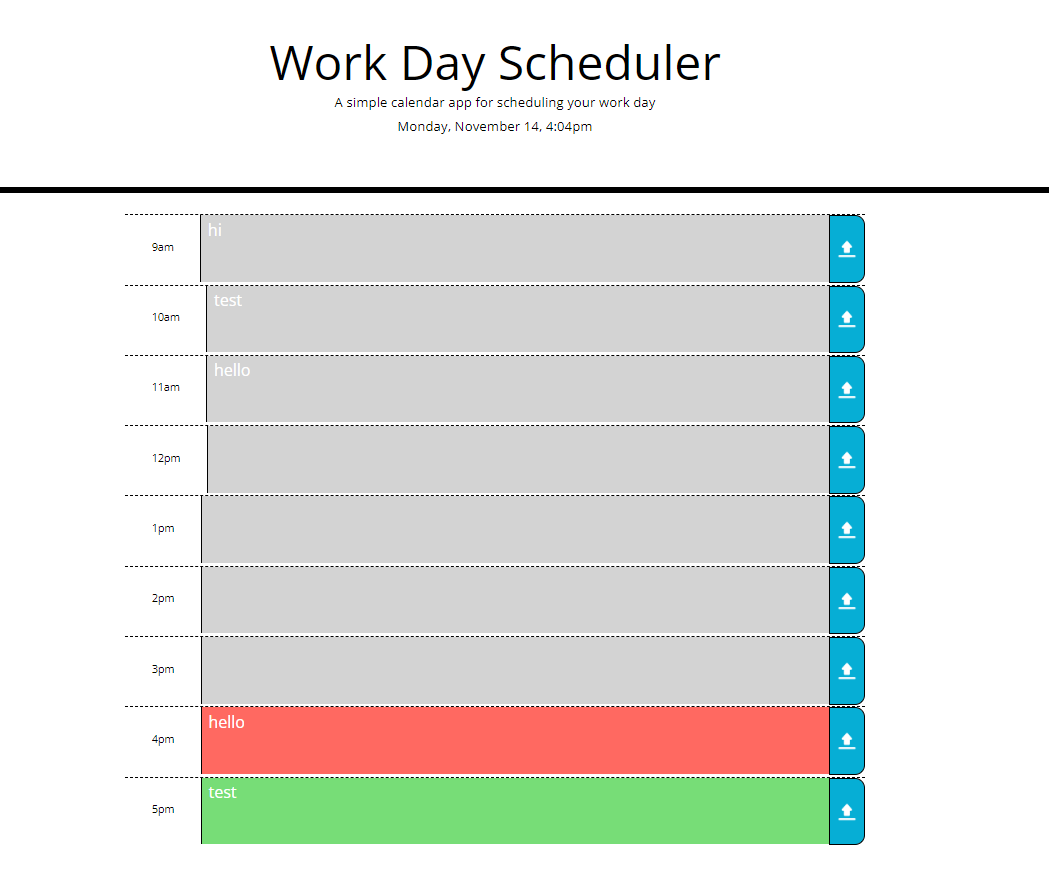 Work Day Scheduler
A simple calendar app for scheduling your work day
Monday, November 14, 4:04pm
9am hi
10am test
11am hello
12pm
1pm
2pm
3pm
4pm hello
5pm test